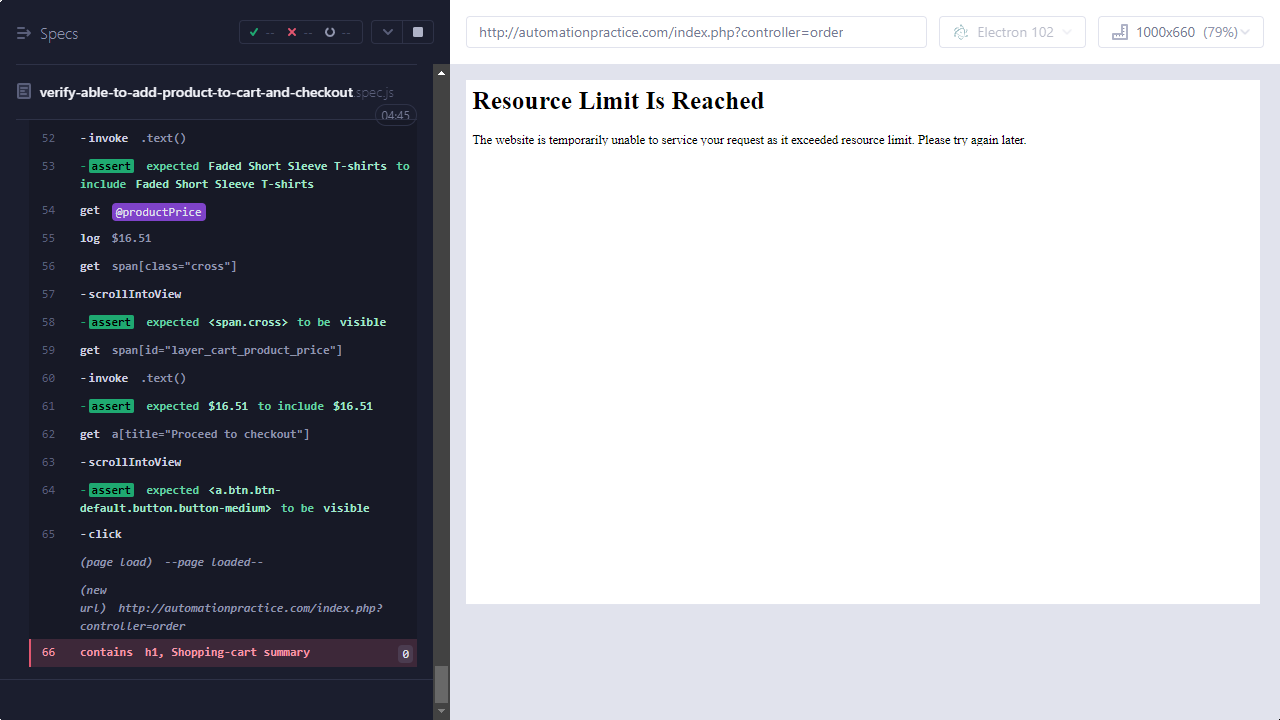 Specs
--
--
--
verify-able-to-add-product-to-cart-and-checkout.spec.js
04:45
52 -invoke .text()
53 -assert expected Faded Short Sleeve T-shirts to
include Faded Short Sleeve T-shirts
54 get @productPrice
55 log $16.51
56 get span[class="cross"]
57 -scrollIntoView
58 -assert expected <span.cross> to be visible
59 get span[id="layer_cart_product_price"]
60 -invoke .text()
61 -assert expected $16.51 to include $16.51
62 get a[title="Proceed to checkout"]
63 -scrollIntoView
64 -assert expected <a.btn.btn-
default.button.button-medium> to be visible
65 -click
(page load) --page loaded--
(new
url) http://automationpractice.com/index.php?
controller=order
66 contains h1, Shopping-cart summary 0
http://automationpractice.com/index.php?controller=order
Electron 102
1000x660 (79%)
Resource Limit Is Reached
The website is temporarily unable to service your request as it exceeded resource limit. Please try again later.